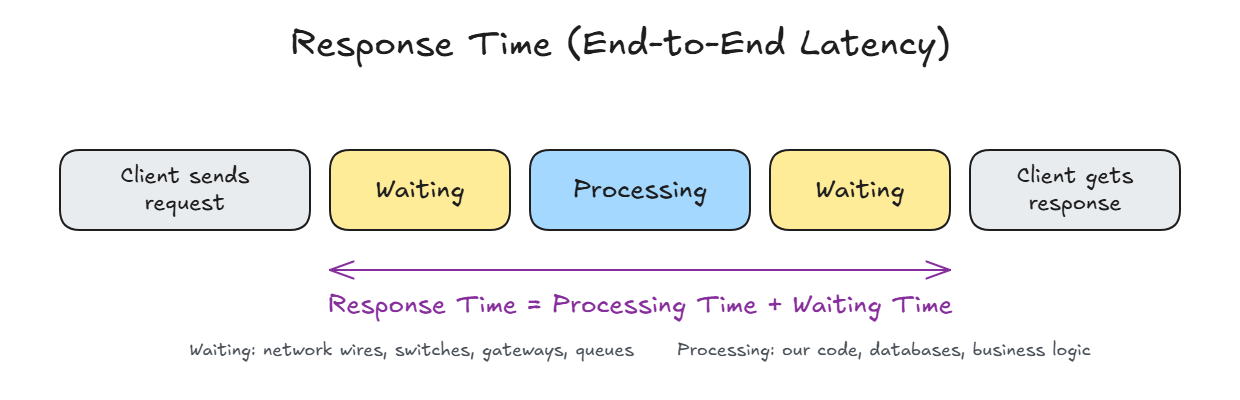 Response Time (End-to-End Latency)
Client sends
request
Waiting
Processing
Waiting
Client gets
response
Response Time = Processing Time + Waiting Time
Waiting: network wires, switches, gateways, queues
Processing: our code, databases, business logic